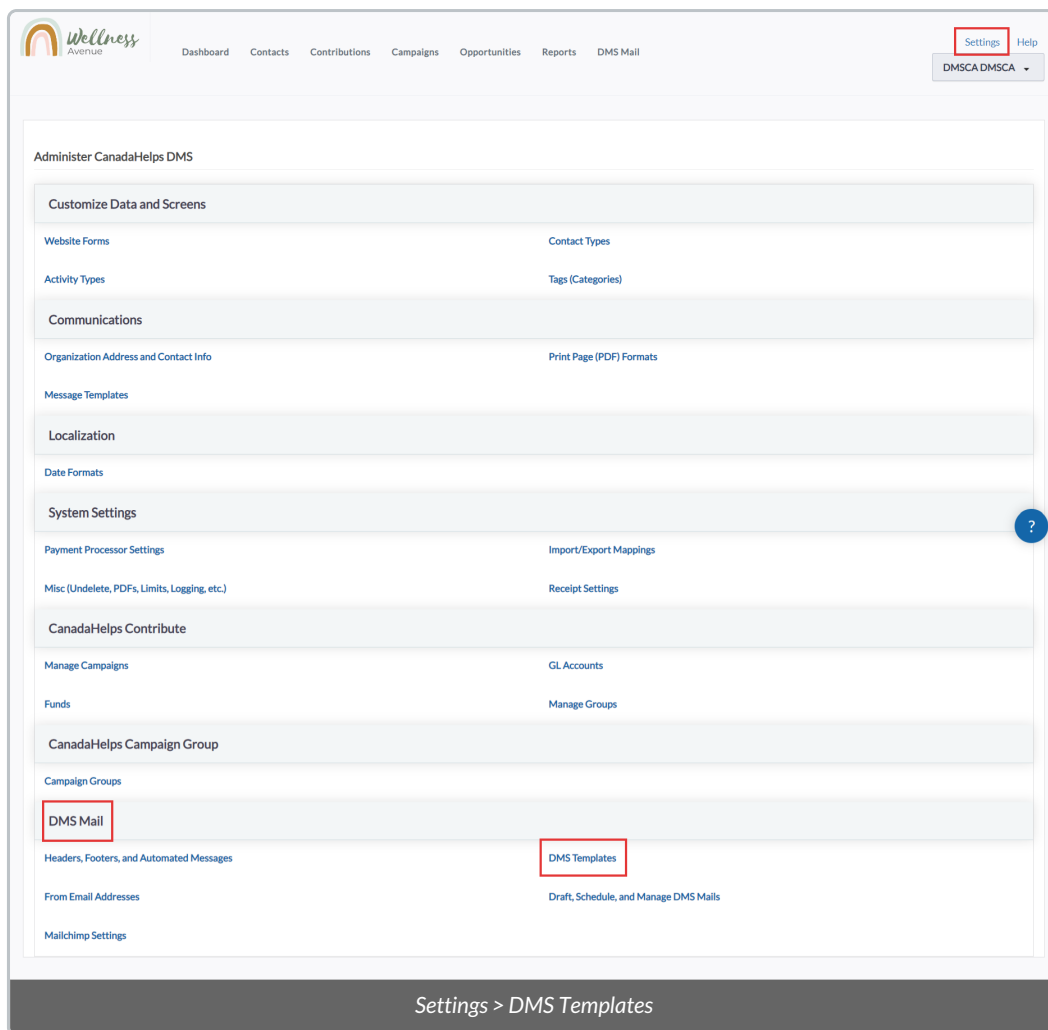 Wellness
Avenue
Dashboard Contacts Contributions Campaigns Opportunities Reports DMS Mail
Settings Help
DMSCA DMSCA
Administer CanadaHelps DMS
Customize Data and Screens
Website Forms Contact Types
Activity Types Tags (Categories)
Communications
Organization Address and Contact Info Print Page (PDF) Formats
Message Templates
Localization
Date Formats
System Settings
?
Payment Processor Settings Import/Export Mappings
Misc (Undelete, PDFs, Limits, Logging, etc.) Receipt Settings
CanadaHelps Contribute
Manage Campaigns GL Accounts
Funds Manage Groups
CanadaHelps Campaign Group
Campaign Groups
DMS Mail
Headers, Footers, and Automated Messages DMS Templates
From Email Addresses Draft, Schedule, and Manage DMS Mails
Mailchimp Settings
Settings > DMS Templates